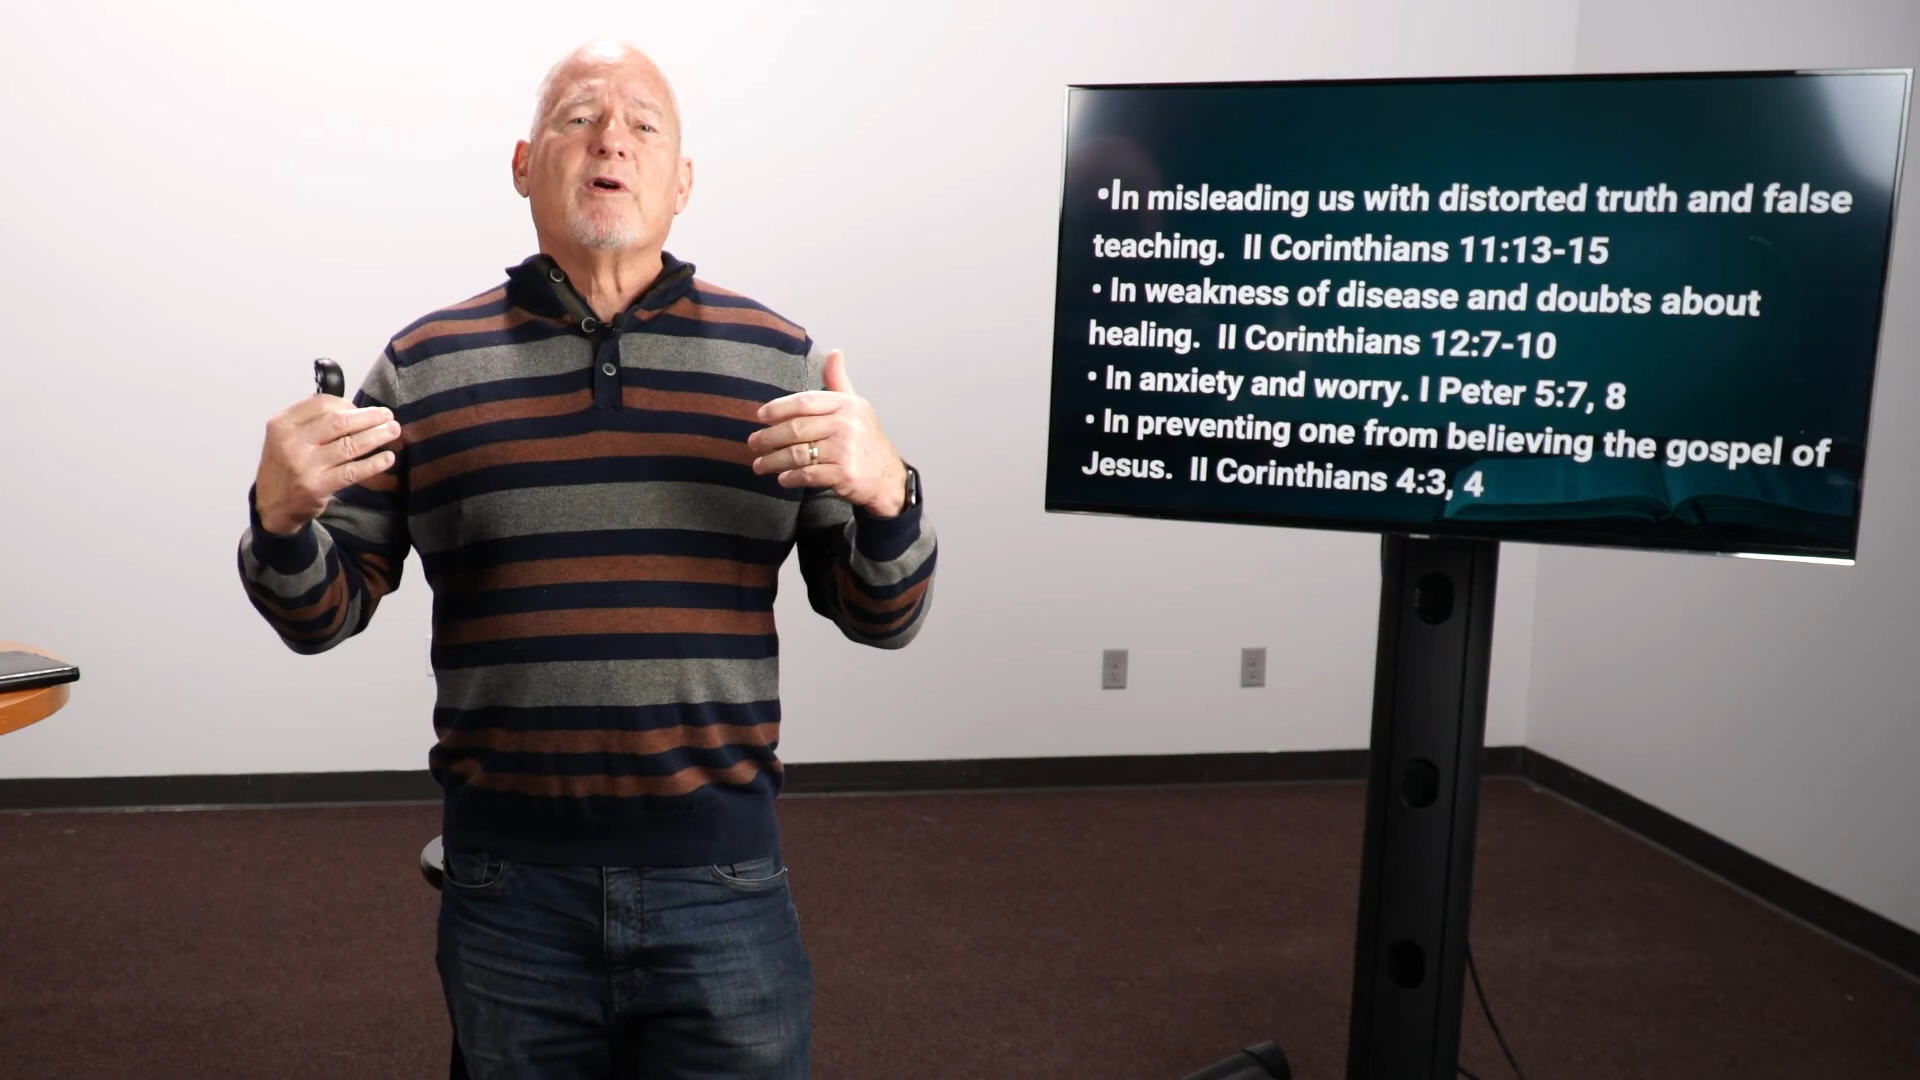 •In misleading us with distorted truth and false
teaching. II Corinthians 11:13-15
• In weakness of disease and doubts about
healing. II Corinthians 12:7-10
• In anxiety and worry. I Peter 5:7, 8
• In preventing one from believing the gospel of
Jesus. II Corinthians 4:3, 4